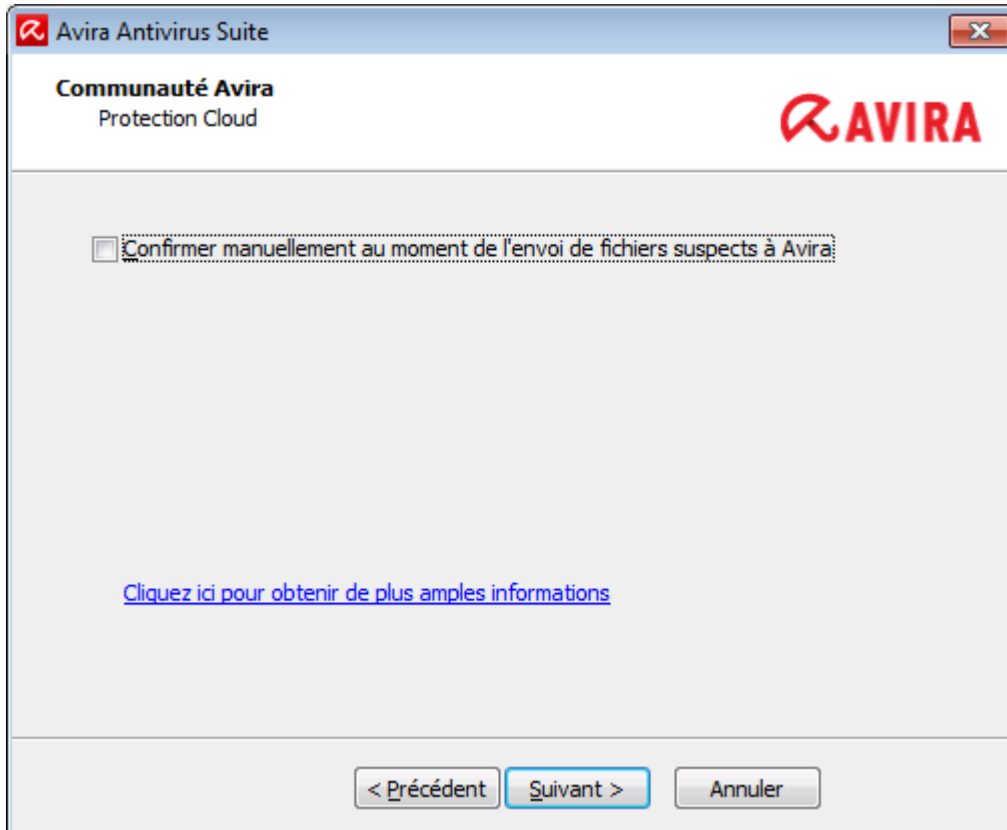 Avira Antivirus Suite
Communauté Avira
Protection Cloud
AVIRA
Confirmer manuellement au moment de l'envoi de fichiers suspects à Avira
Cliquez ici pour obtenir de plus amples informations
< Précédent
Suivant >
Annuler